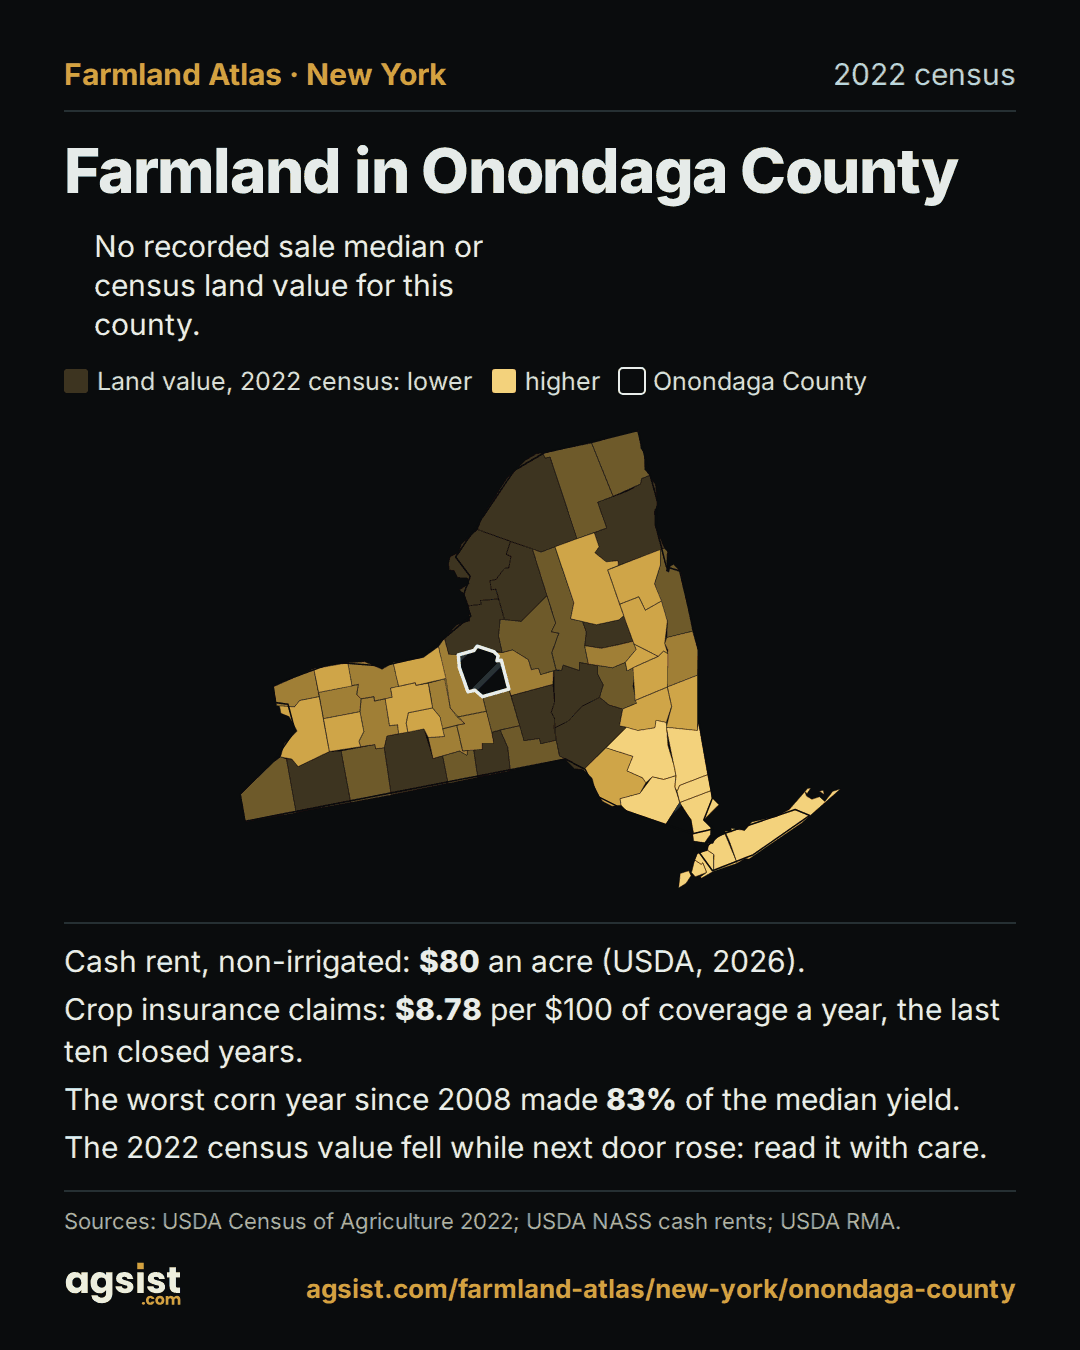 Farmland Atlas · New York
2022 census
Farmland in Onondaga County
No recorded sale median or
census land value for this
county.
Land value, 2022 census: lower
higher
Onondaga County
Cash rent, non-irrigated: $80 an acre (USDA, 2026).
Crop insurance claims: $8.78 per $100 of coverage a year, the last
ten closed years.
The worst corn year since 2008 made 83% of the median yield.
The 2022 census value fell while next door rose: read it with care.
Sources: USDA Census of Agriculture 2022; USDA NASS cash rents; USDA RMA.
agsist
.com
agsist.com/farmland-atlas/new-york/onondaga-county